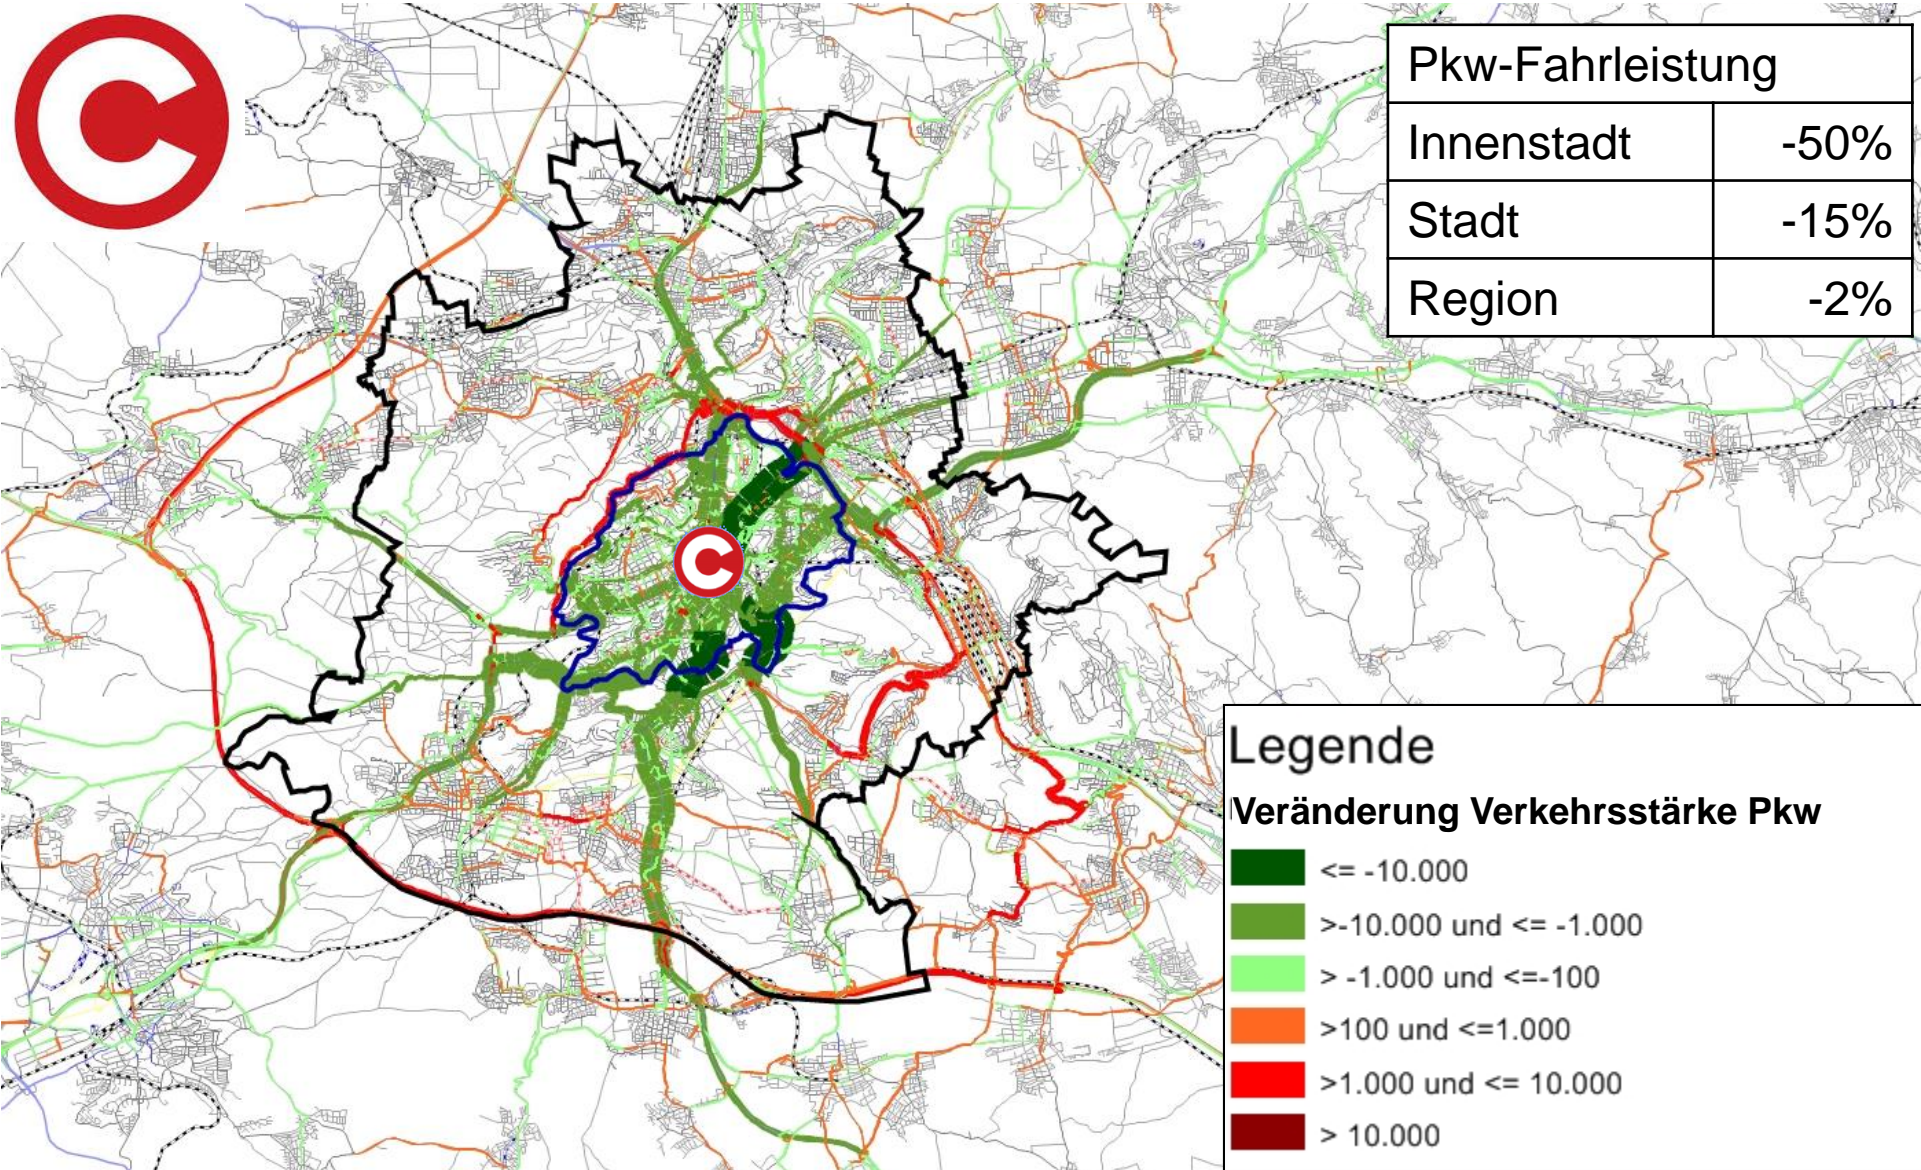 Pkw-Fahrleistung
Innenstadt -50%
Stadt -15%
Region -2%
Legende
Veränderung Verkehrsstärke Pkw
<= -10.000
>-10.000 und <= -1.000
> -1.000 und <=-100
>100 und <=1.000
>1.000 und <= 10.000
> 10.000